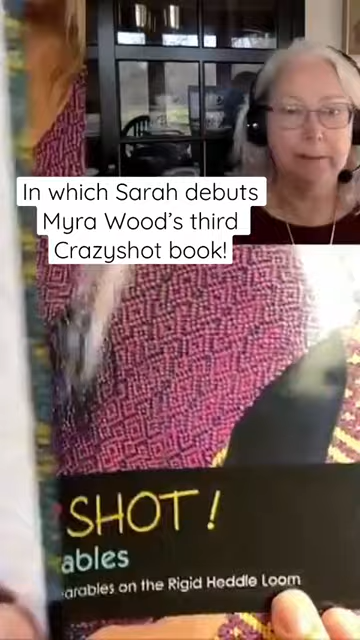 In which Sarah debuts
Myra Wood's third
Crazyshot book!
SHOT!
ables
arables on the Rigid Heddle Loom